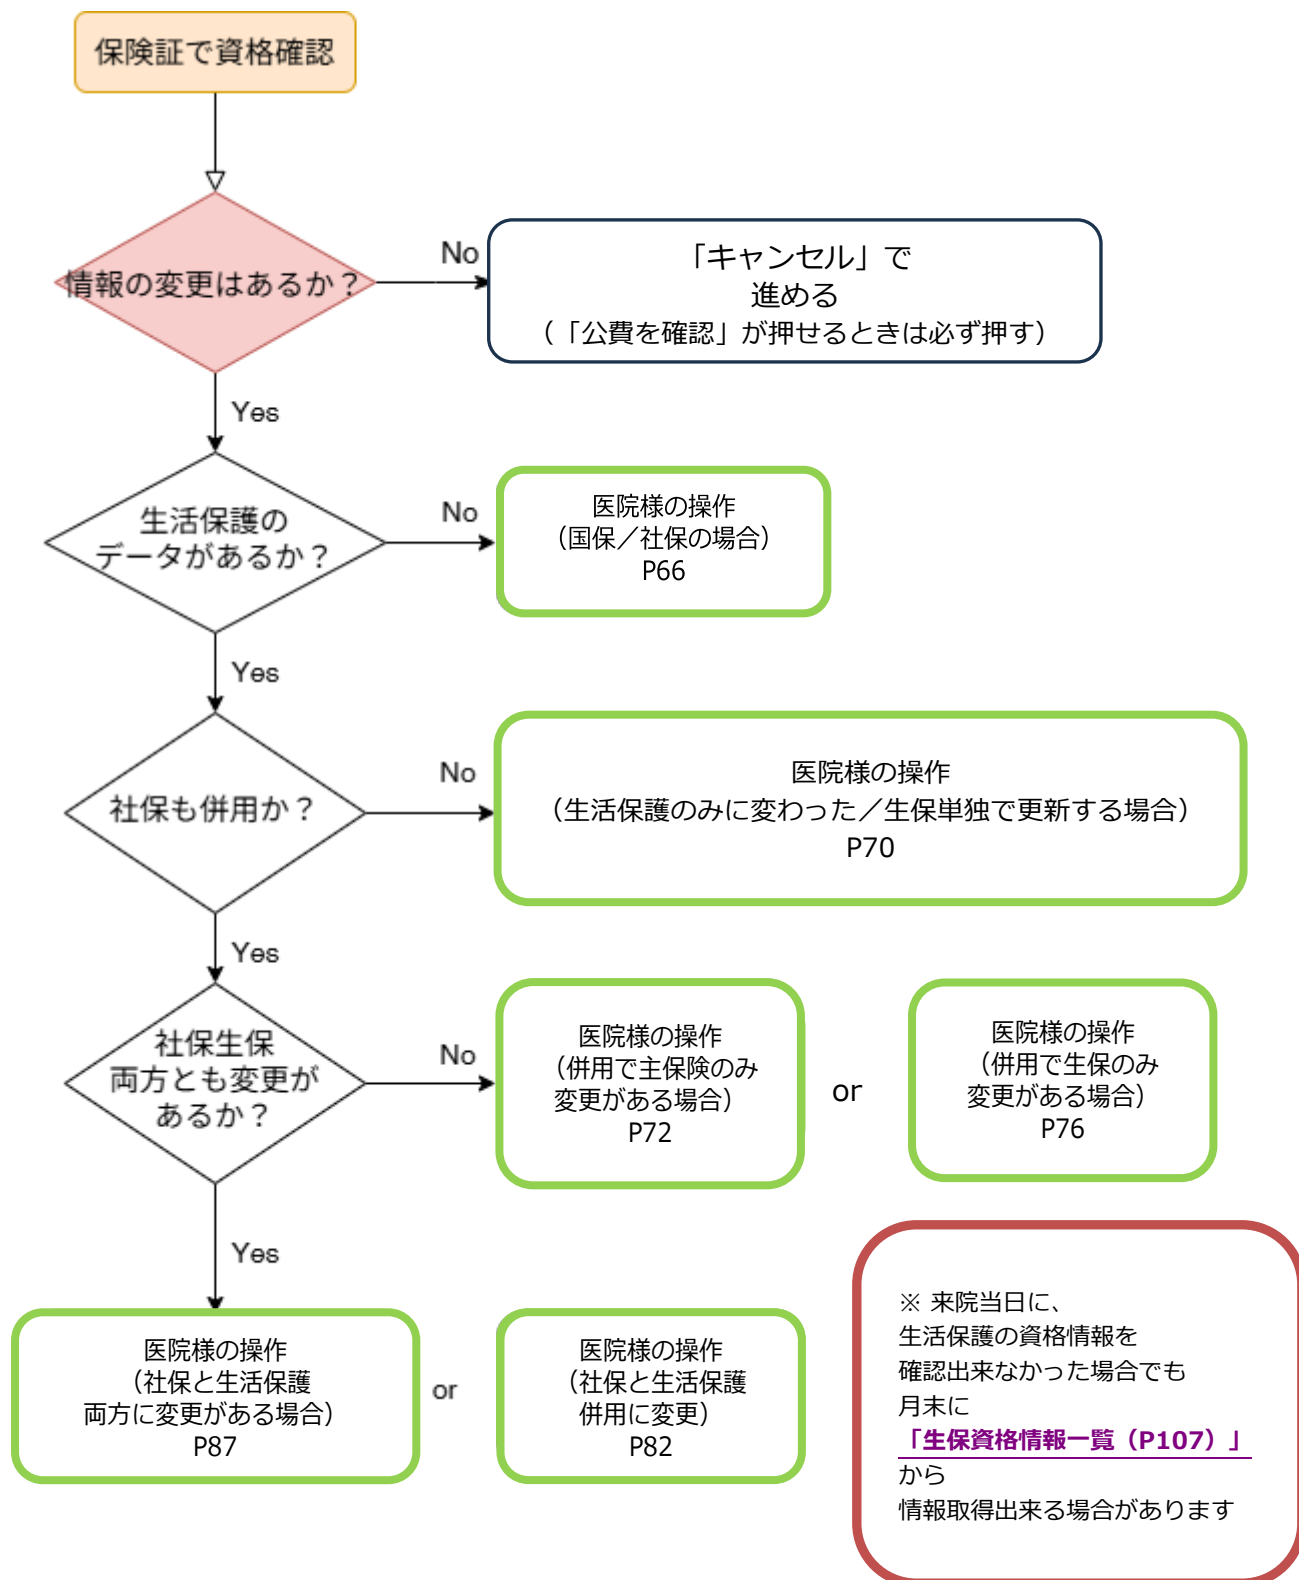 保険証で資格確認
情報の変更はあるか？
No
「キャンセル」で
進める
（「公費を確認」が押せるときは必ず押す）
Yes
生活保護の
データがあるか？
No
医院様の操作
（国保／社保の場合）
P66
Yes
社保も併用か？
No
医院様の操作
（生活保護のみに変わった／生保単独で更新する場合）
P70
Yes
社保生保
両方とも変更が
あるか？
No
医院様の操作
（併用で主保険のみ
変更がある場合）
P72
or
医院様の操作
（併用で生保のみ
変更がある場合）
P76
Yes
医院様の操作
（社保と生活保護
両方に変更がある場合）
P87
or
医院様の操作
（社保と生活保護
併用に変更）
P82
※ 来院当日に、
生活保護の資格情報を
確認出来なかった場合でも
月末に
「生保資格情報一覧（P107）」
から
情報取得出来る場合があります